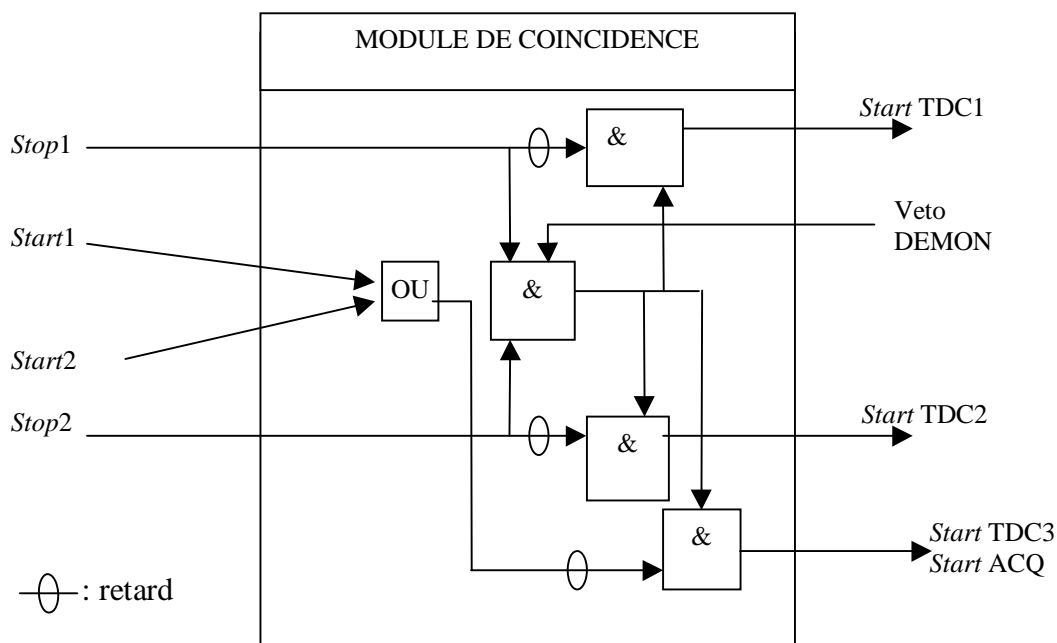 MODULE DE COINCIDENCE
Start TDC1
&
Stop1
Veto
DEMON
Start1
OU
&
Start2
Stop2
Start TDC2
&
&
Start TDC3
Start ACQ
: retard